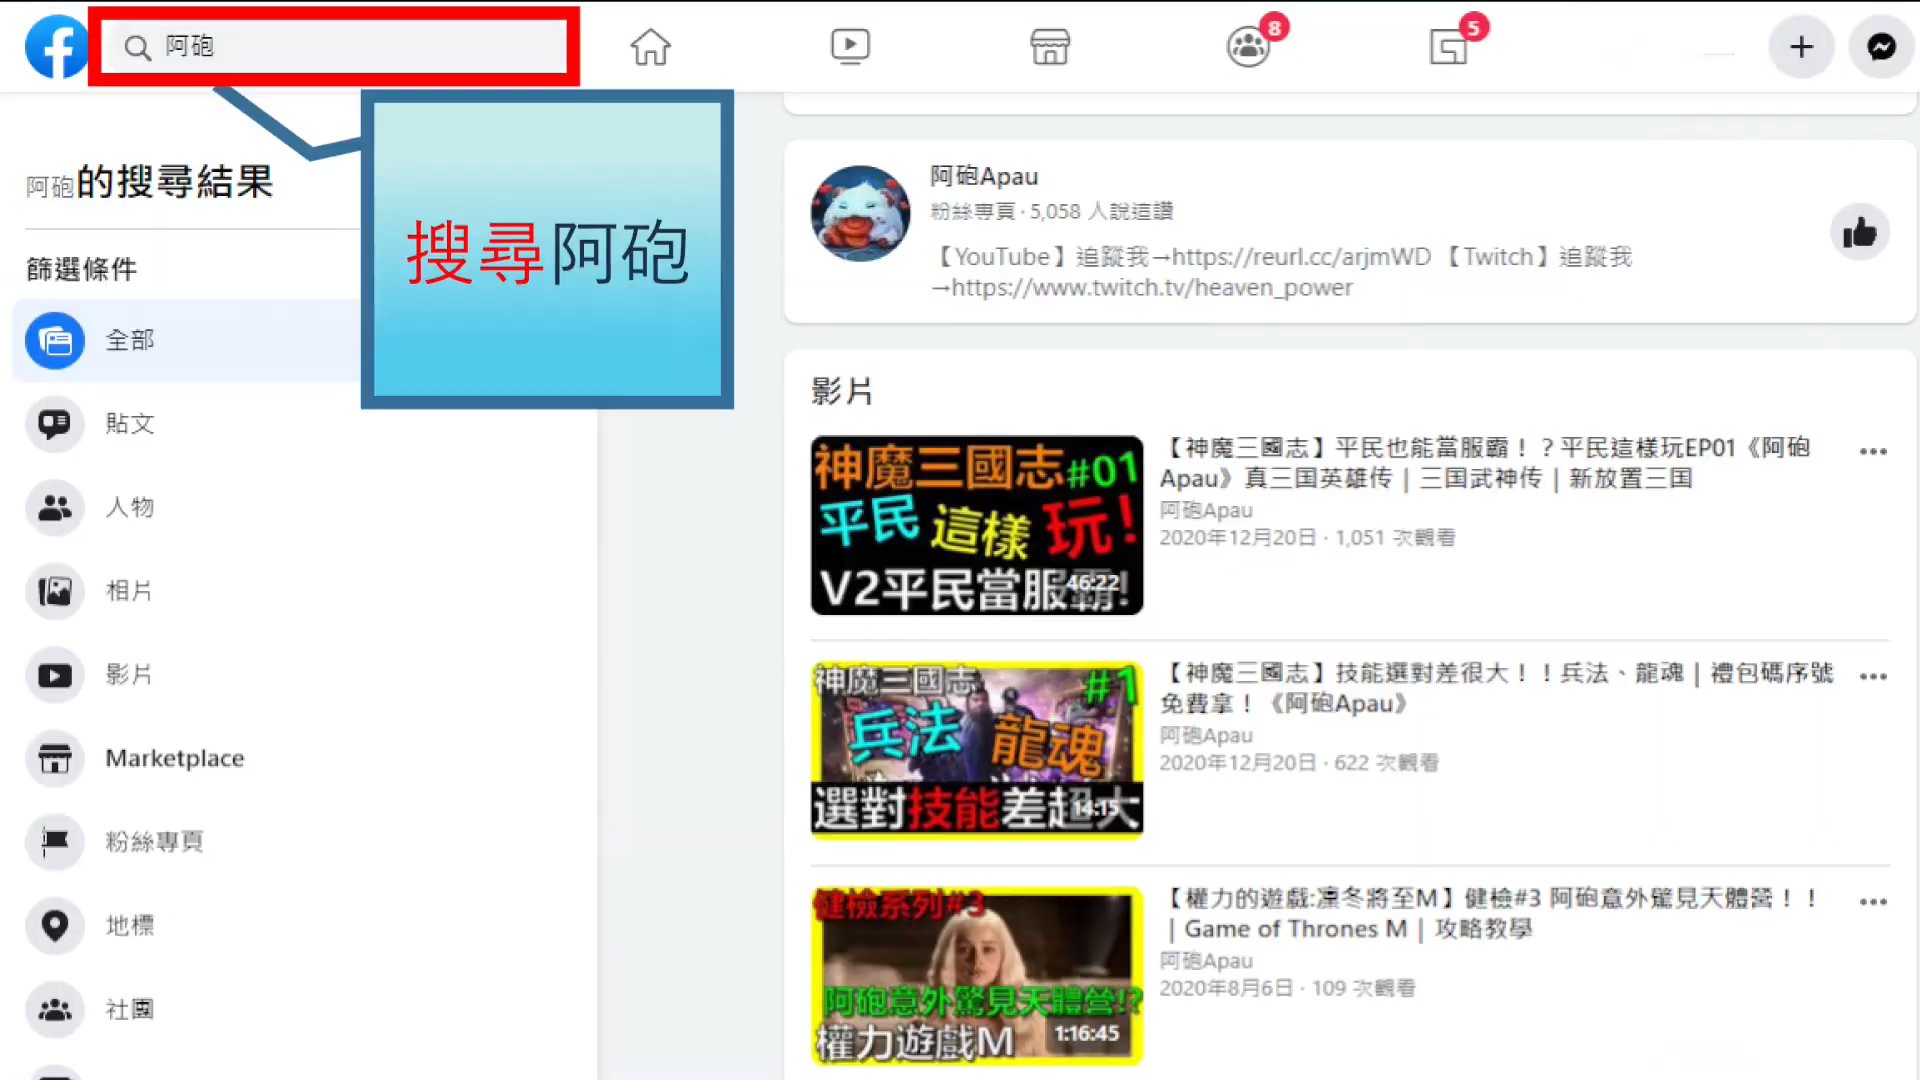 阿砲
8
5
搜尋阿砲
阿砲的搜尋結果
篩選條件
全部
貼文
人物
相片
影片
Marketplace
粉絲專頁
地標
社團
阿砲Apau
粉絲專頁 · 5,058 人說這讚
【YouTube】追蹤我→https://reurl.cc/arjmWD 【Twitch】追蹤我
→https://www.twitch.tv/heaven_power
影片
神魔三國志#01
平民這樣玩!
V2平民當服霸!
46:22
【神魔三國志】平民也能當服霸！？平民這樣玩EP01《阿砲
Apau》真三国英雄传 | 三国武神传 | 新放置三国
阿砲Apau
2020年12月20日 · 1,051 次觀看
神魔三國志 #1
兵法 龍魂
選對技能差超大
14:15
【神魔三國志】技能選對差很大！！兵法、龍魂 | 禮包碼序號
免費拿！《阿砲Apau》
阿砲Apau
2020年12月20日 · 622 次觀看
健檢系列#3
阿砲意外驚見天體營!?
權力遊戲M
1:16:45
【權力的遊戲:凜冬將至M】健檢#3 阿砲意外驚見天體營！！
| Game of Thrones M | 攻略教學
阿砲Apau
2020年8月6日 · 109 次觀看